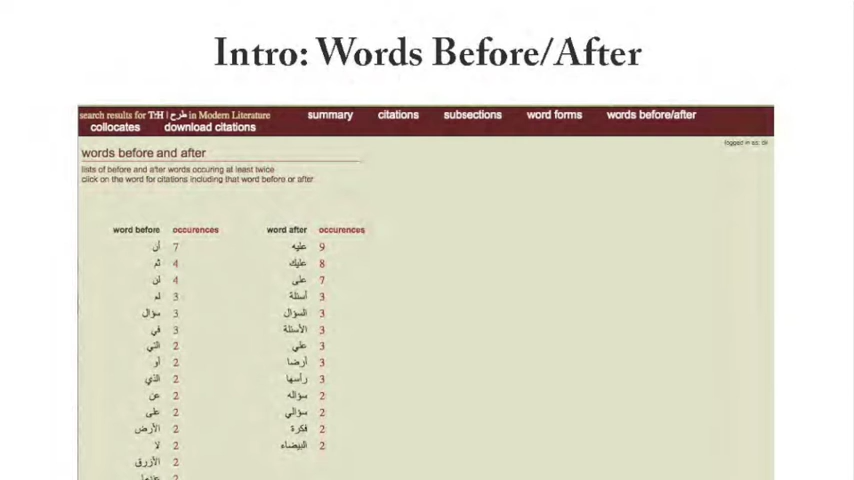 Intro: Words Before/After
search results for T:H | طرح in Modern Literature summary citations subsections word forms words before/after
collocates download citations
logged in as: dil
words before and after
lists of before and after words occuring at least twice
click on the word for citations including that word before or after
word before occurences word after occurences
أن 7 عليه 9
ثم 4 عليك 8
ان 4 على 7
لم 3 أسئلة 3
سؤال 3 السؤال 3
في 3 الأسئلة 3
التي 2 علي 3
أو 2 أرضا 3
الذي 2 رأسها 3
عن 2 سؤاله 2
على 2 سؤالي 2
الأرض 2 فكرة 2
لا 2 البيضاء 2
الأزرق 2